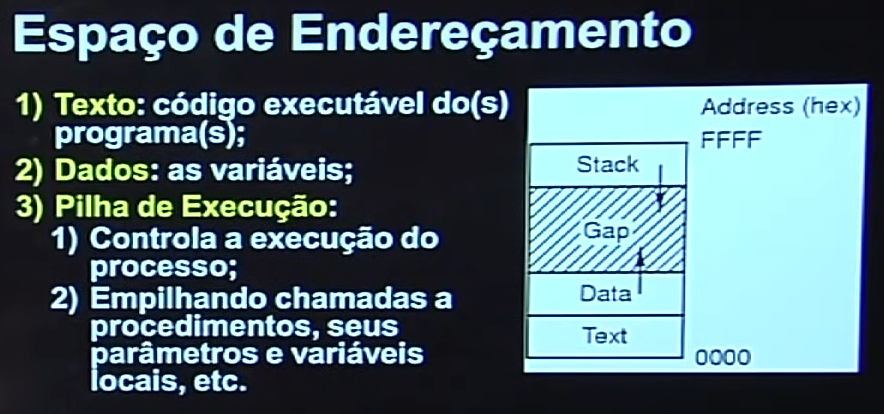 Espaço de Endereçamento
1) Texto: código executável do(s)
programa(s);
2) Dados: as variáveis;
3) Pilha de Execução:
1) Controla a execução do
processo;
2) Empilhando chamadas a
procedimentos, seus
parâmetros e variáveis
locais, etc.
Address (hex)
FFFF
Stack
Gap
Data
Text
0000